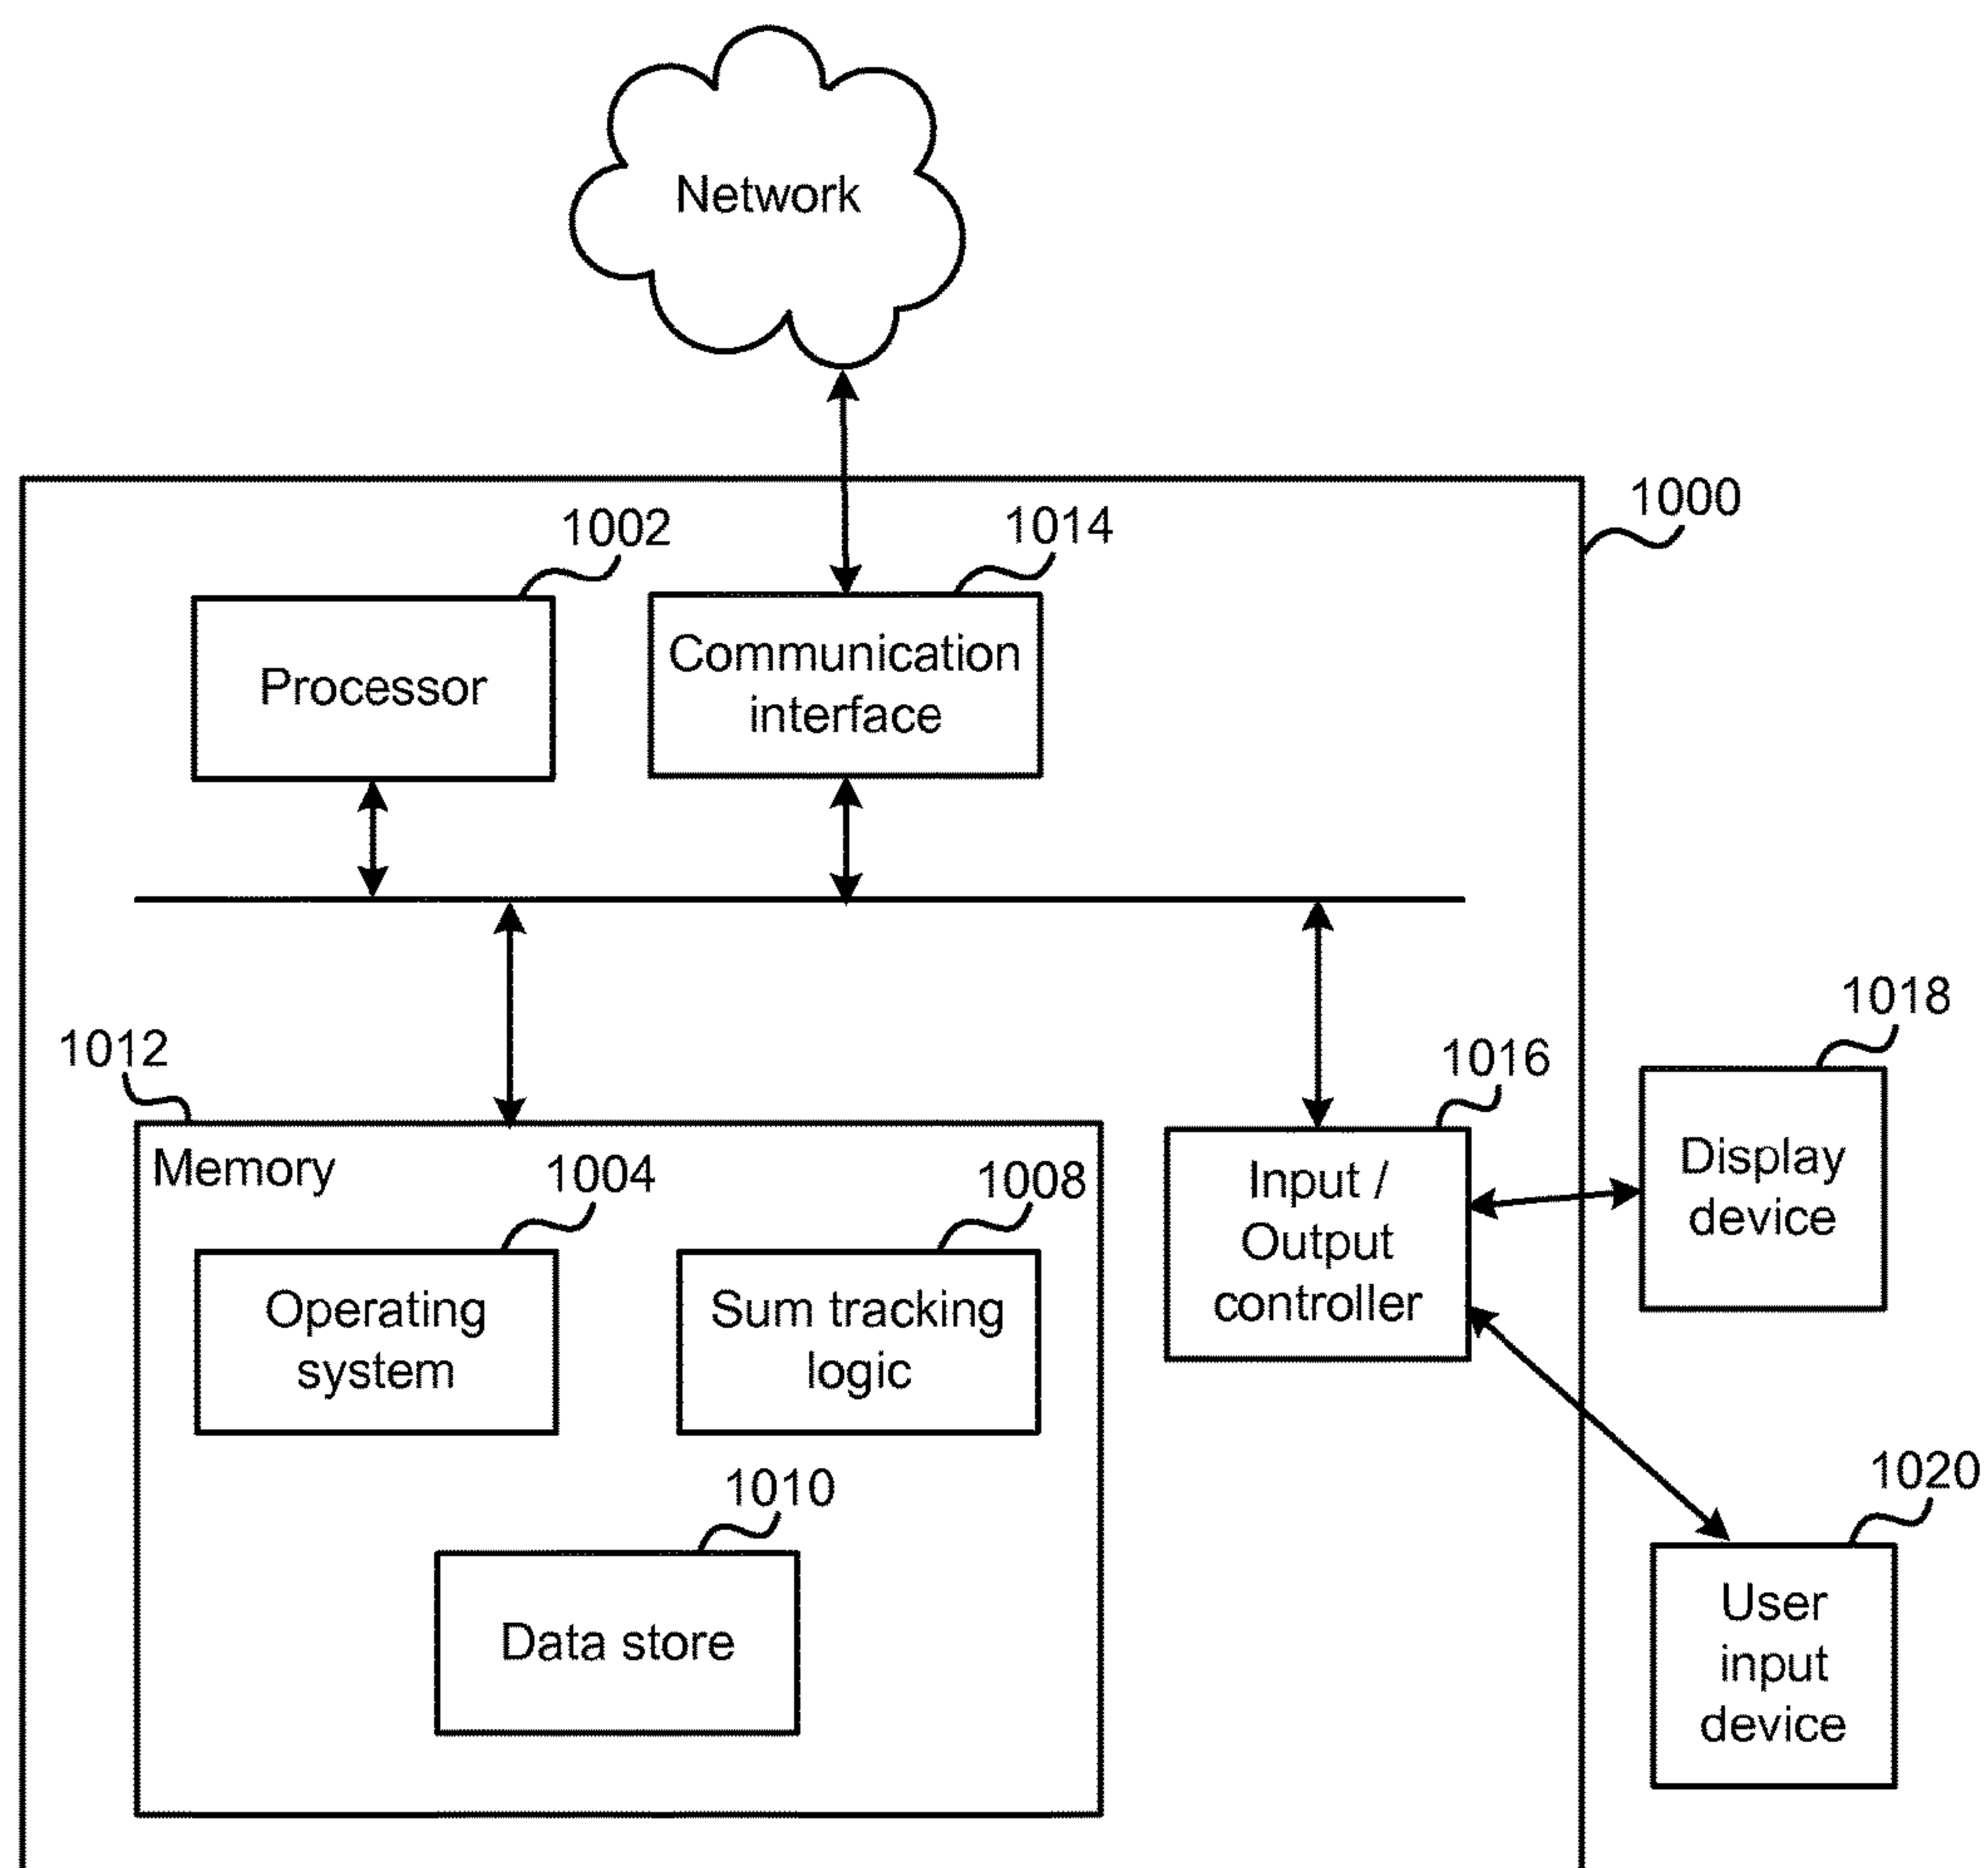 Network
1000
1002
1014
Processor
Communication
interface
1018
1012
1016
Memory
1004
1008
Input /
Output
controller
Display
device
Operating
system
Sum tracking
logic
1010
1020
Data store
User
input
device